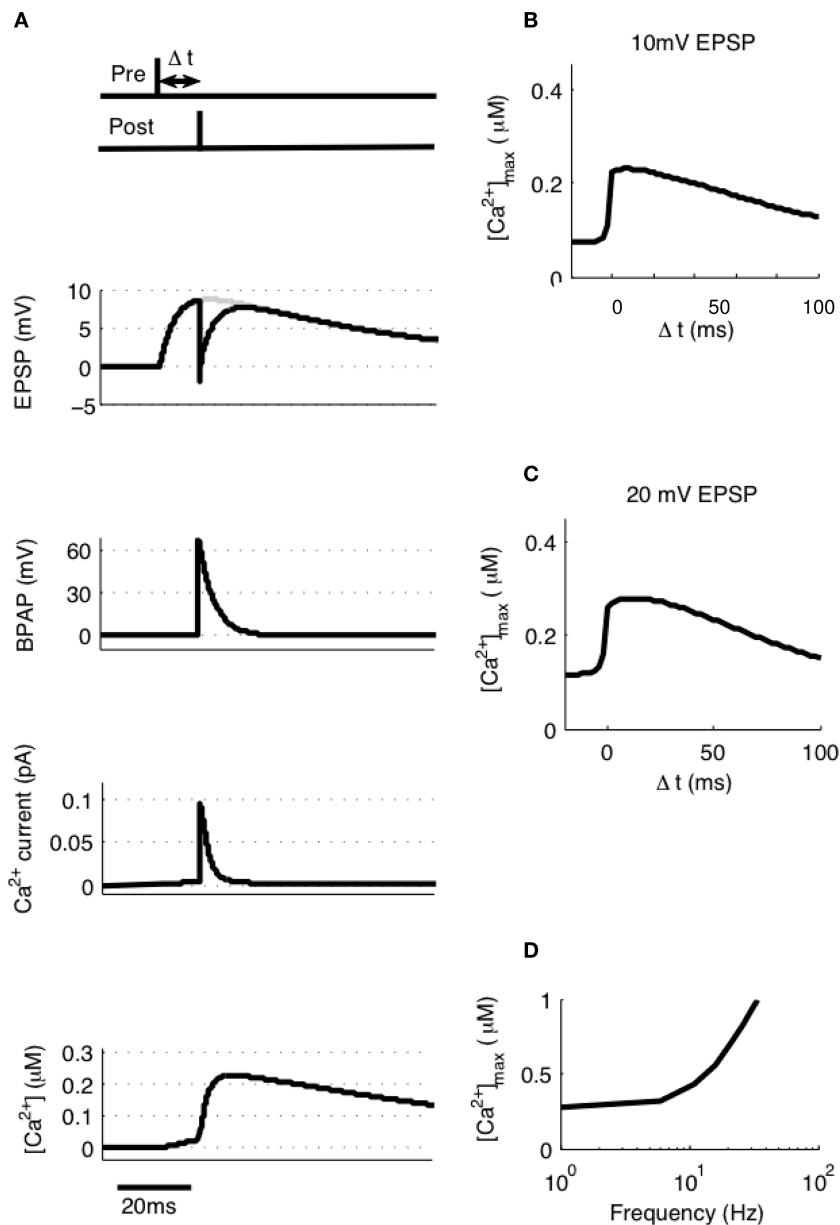 A
Δ t
Pre
Post
10
5
0
−5
EPSP (mV)
60
30
0
BPAP (mV)
0.1
0.05
0
Ca2+ current (pA)
0.3
0.2
0.1
0
[Ca2+] (μM)
20ms
B
10mV EPSP
0.4
0.2
0
[Ca2+]max ( μM)
0
100
Δ t (ms)
C
20 mV EPSP
0.4
0.2
0
[Ca2+]max ( μM)
0
50
100
Δ t (ms)
D
1
0.5
0
[Ca2+]max ( μM)
10^0
10^1
10^2
Frequency (Hz)